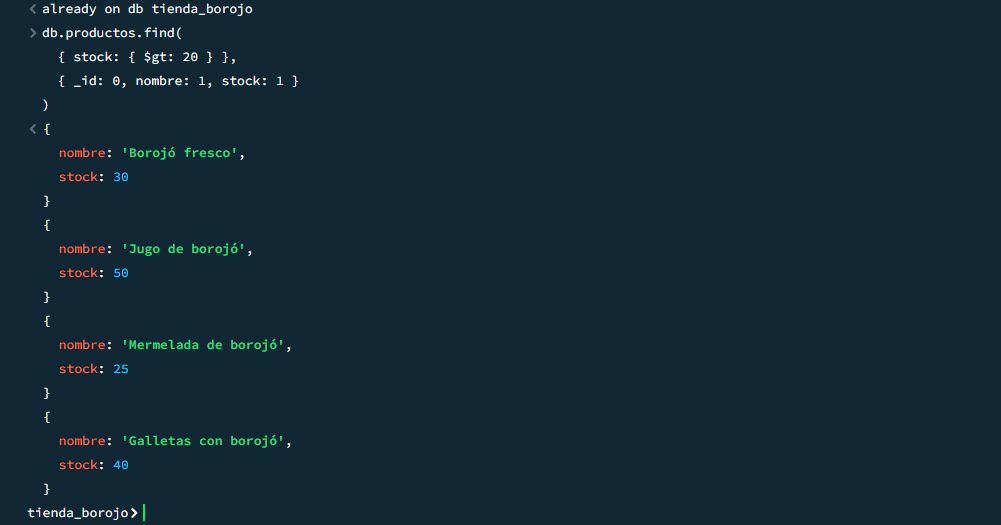 < already on db tienda_borojo
> db.productos.find(
{ stock: { $gt: 20 } },
{ _id: 0, nombre: 1, stock: 1 }
)
< {
nombre: 'Borojó fresco',
stock: 30
}
{
nombre: 'Jugo de borojó',
stock: 50
}
{
nombre: 'Mermelada de borojó',
stock: 25
}
{
nombre: 'Galletas con borojó',
stock: 40
}
tienda_borojo>